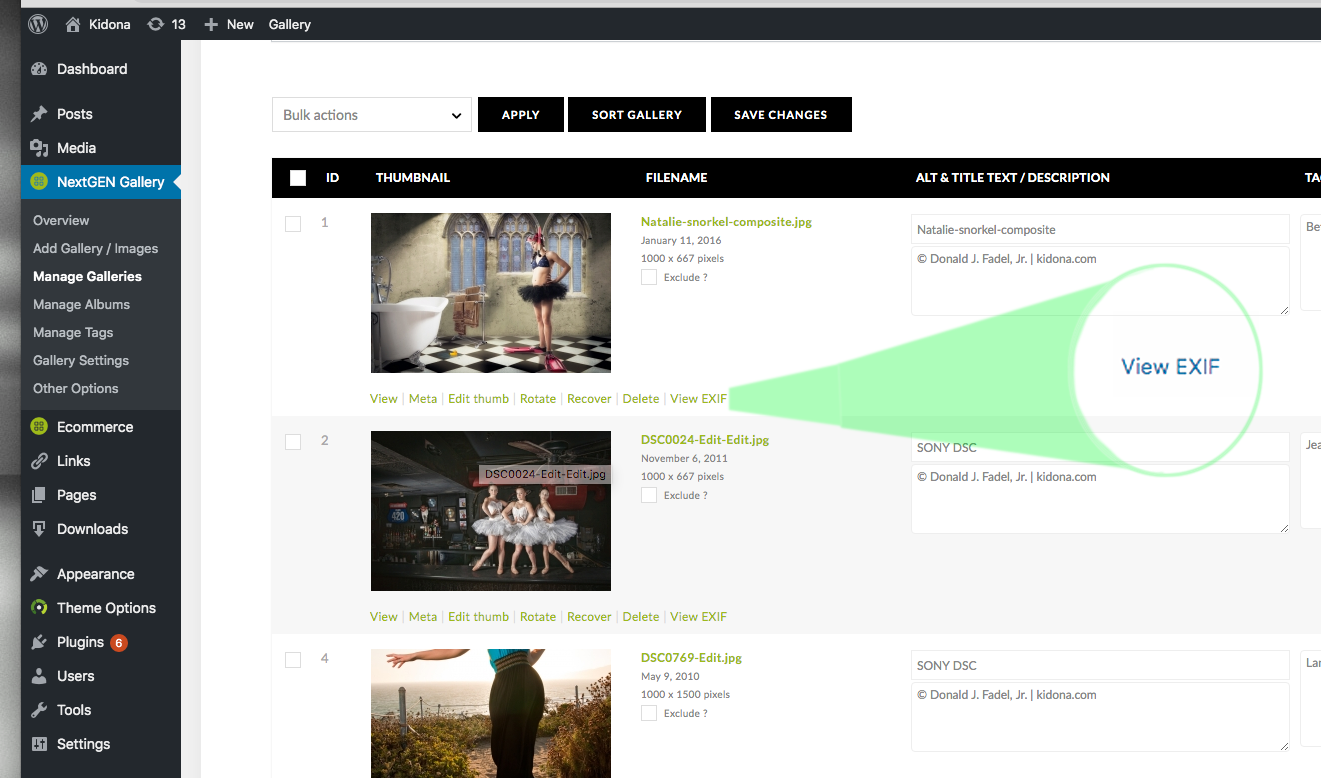 Kidona 13 New Gallery
Dashboard
Posts
Media
NextGEN Gallery
Overview
Add Gallery / Images
Manage Galleries
Manage Albums
Manage Tags
Gallery Settings
Other Options
Ecommerce
Links
Pages
Downloads
Appearance
Theme Options
Plugins 6
Users
Tools
Settings
Bulk actions APPLY SORT GALLERY SAVE CHANGES
ID THUMBNAIL FILENAME ALT & TITLE TEXT / DESCRIPTION
1
Natalie-snorkel-composite.jpg
January 11, 2016
1000 x 667 pixels
Exclude ?
Natalie-snorkel-composite
© Donald J. Fadel, Jr. | kidona.com
View EXIF
View | Meta | Edit thumb | Rotate | Recover | Delete | View EXIF
2
DSC0024-Edit-Edit.jpg
420
DSC0024-Edit-Edit.jpg
November 6, 2011
1000 x 667 pixels
Exclude ?
SONY DSC
© Donald J. Fadel, Jr. | kidona.com
View | Meta | Edit thumb | Rotate | Recover | Delete | View EXIF
4
DSC0769-Edit.jpg
May 9, 2010
1000 x 1500 pixels
Exclude ?
SONY DSC
© Donald J. Fadel, Jr. | kidona.com